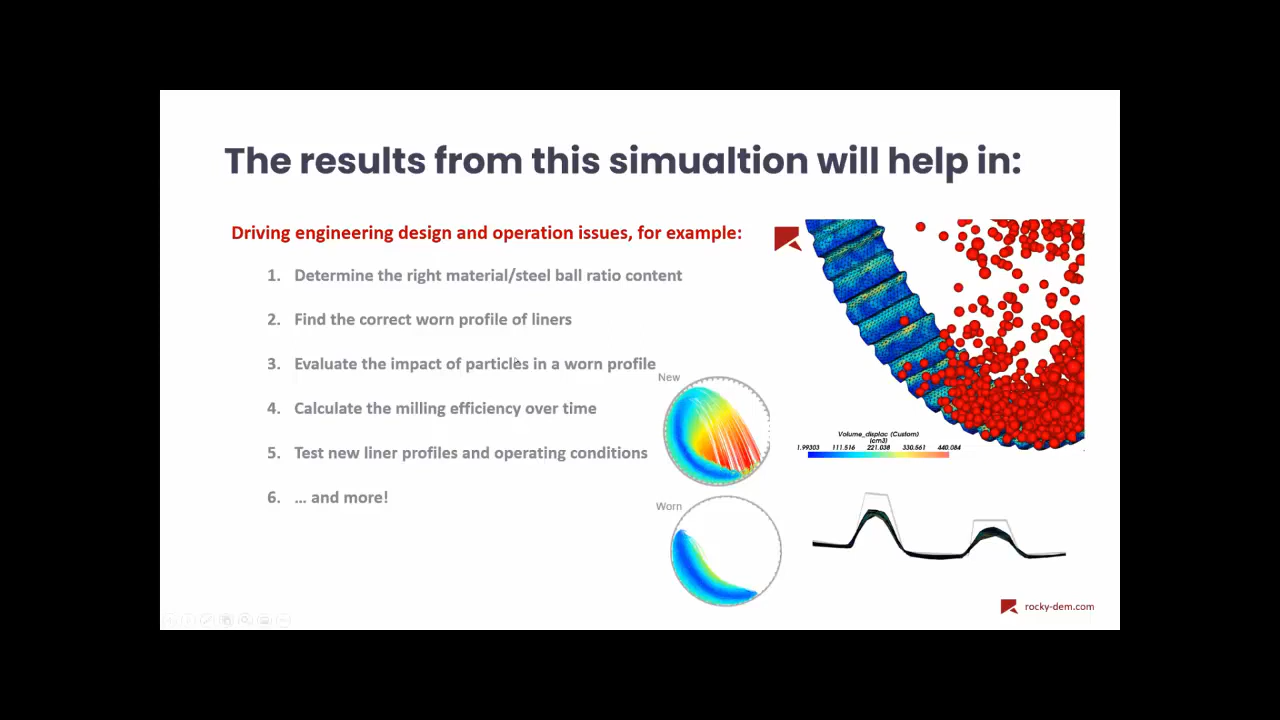 The results from this simualtion will help in:
Driving engineering design and operation issues, for example:
1. Determine the right material/steel ball ratio content
2. Find the correct worn profile of liners
3. Evaluate the impact of particles in a worn profile
4. Calculate the milling efficiency over time
5. Test new liner profiles and operating conditions
6. … and more!
New
Worn
Volume_displac (Custom)
(cm3)
1.99303 111.516 221.038 330.561 440.084
rocky-dem.com